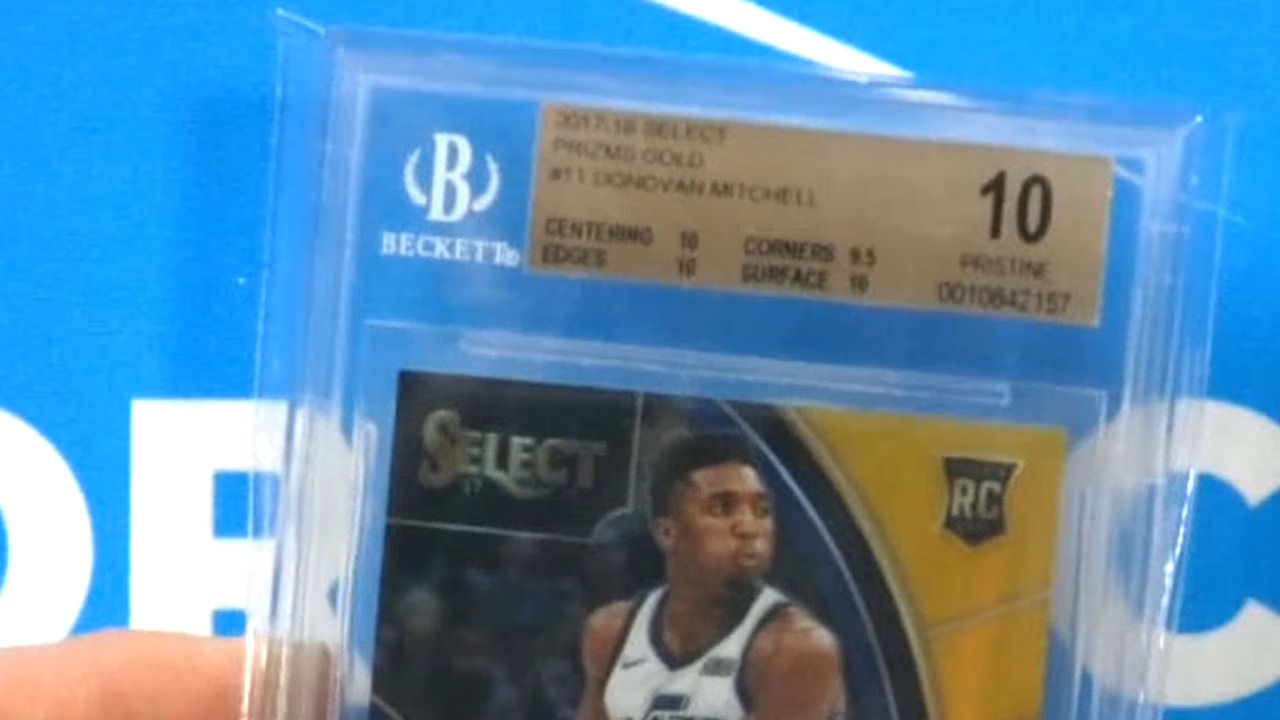 B
BECKETT®
2017-18 SELECT
PRIZMS GOLD
#11 DONOVAN MITCHELL
CENTERING 10 CORNERS 9.5
EDGES 10 SURFACE 10
10
PRISTINE
0010842157
SELECT
RC